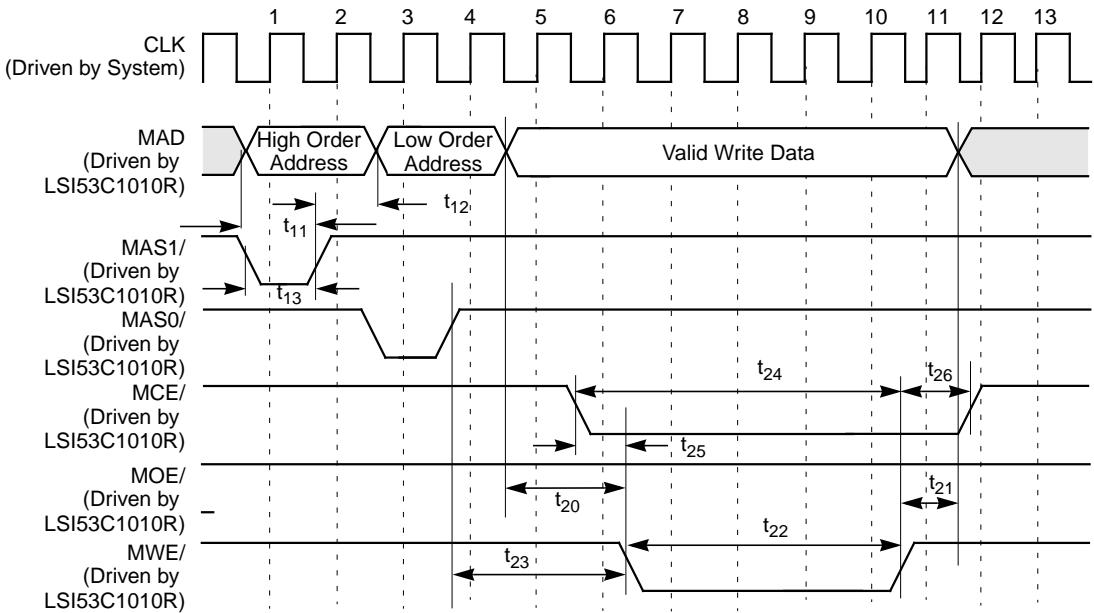 1 2 3 4 5 6 7 8 9 10 11 12 13
CLK
(Driven by System)
MAD
(Driven by
LSI53C1010R)
High Order
Address
Low Order
Address
Valid Write Data
t12
t11
MAS1/
(Driven by
LSI53C1010R)
t13
MAS0/
(Driven by
LSI53C1010R)
MCE/
(Driven by
LSI53C1010R)
t24
t26
t25
MOE/
(Driven by
LSI53C1010R)
t20
t21
MWE/
(Driven by
LSI53C1010R)
t22
t23